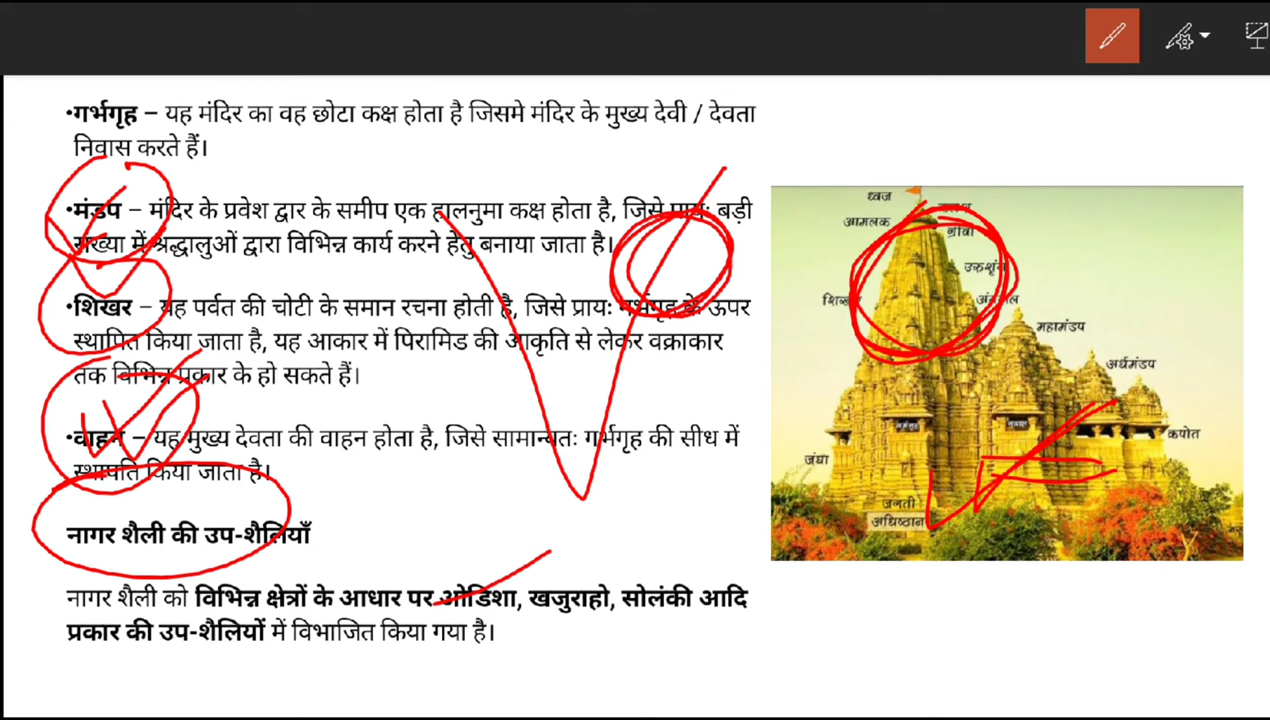 •गर्भगृह – यह मंदिर का वह छोटा कक्ष होता है जिसमे मंदिर के मुख्य देवी / देवता
निवास करते हैं।
•मंडप – मंदिर के प्रवेश द्वार के समीप एक हालनुमा कक्ष होता है, जिसे प्रायः बड़ी
संख्या में श्रद्धालुओं द्वारा विभिन्न कार्य करने हेतु बनाया जाता है।
•शिखर – यह पर्वत की चोटी के समान रचना होती है, जिसे प्रायः गर्भगृह के ऊपर
स्थापित किया जाता है, यह आकार में पिरामिड की आकृति से लेकर वक्राकार
तक विभिन्न प्रकार के हो सकते हैं।
•वाहन – यह मुख्य देवता की वाहन होता है, जिसे सामान्यतः गर्भगृह की सीध में
स्थापति किया जाता है।
नागर शैली की उप-शैलियाँ
नागर शैली को विभिन्न क्षेत्रों के आधार पर ओडिशा, खजुराहो, सोलंकी आदि
प्रकार की उप-शैलियों में विभाजित किया गया है।
ध्वज
आमलक
ग्रीवा
उरुशृंग
शिखर
महामंडप
अर्धमंडप
कपोत
जंघा
जगती
अधिष्ठान